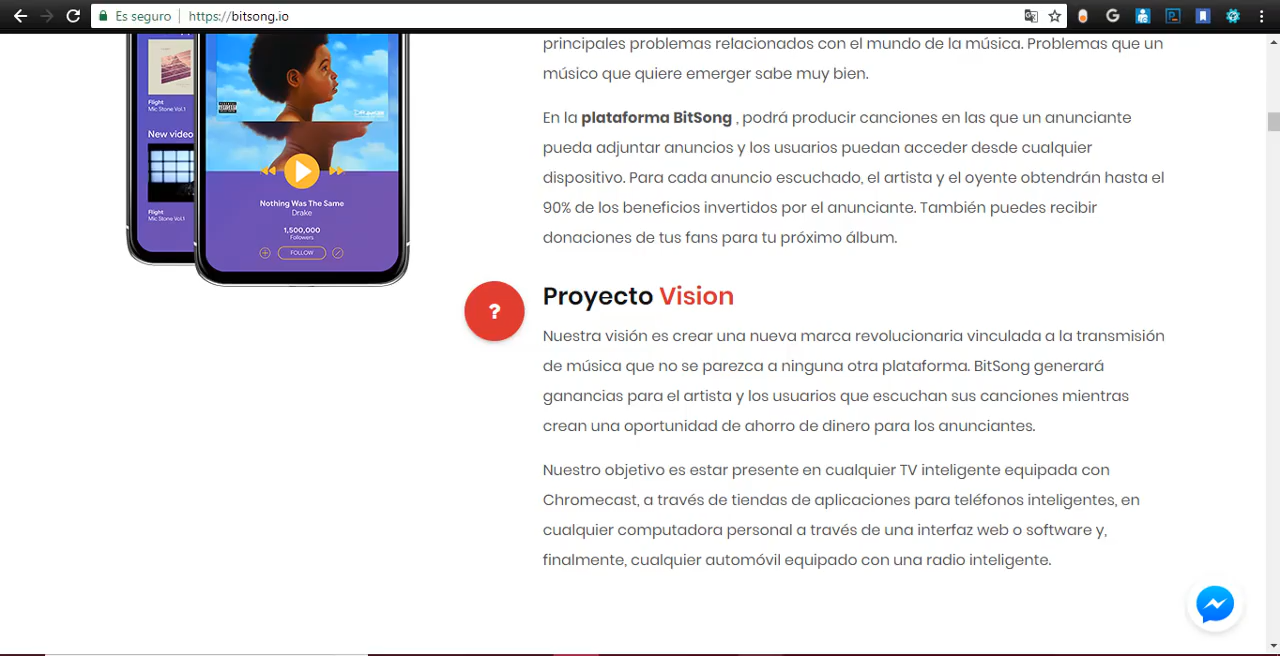 Es seguro
https://bitsong.io
principales problemas relacionados con el mundo de la música. Problemas que un
músico que quiere emerger sabe muy bien.
En la plataforma BitSong , podrá producir canciones en las que un anunciante
pueda adjuntar anuncios y los usuarios puedan acceder desde cualquier
dispositivo. Para cada anuncio escuchado, el artista y el oyente obtendrán hasta el
90% de los beneficios invertidos por el anunciante. También puedes recibir
donaciones de tus fans para tu próximo álbum.
Flight
Mic Stone Vol.1
New video
Flight
Mic Stone Vol.1
Nothing Was The Same
Drake
1,500,000
Followers
FOLLOW
?
Proyecto Vision
Nuestra visión es crear una nueva marca revolucionaria vinculada a la transmisión
de música que no se parezca a ninguna otra plataforma. BitSong generará
ganancias para el artista y los usuarios que escuchan sus canciones mientras
crean una oportunidad de ahorro de dinero para los anunciantes.
Nuestro objetivo es estar presente en cualquier TV inteligente equipada con
Chromecast, a través de tiendas de aplicaciones para teléfonos inteligentes, en
cualquier computadora personal a través de una interfaz web o software y,
finalmente, cualquier automóvil equipado con una radio inteligente.